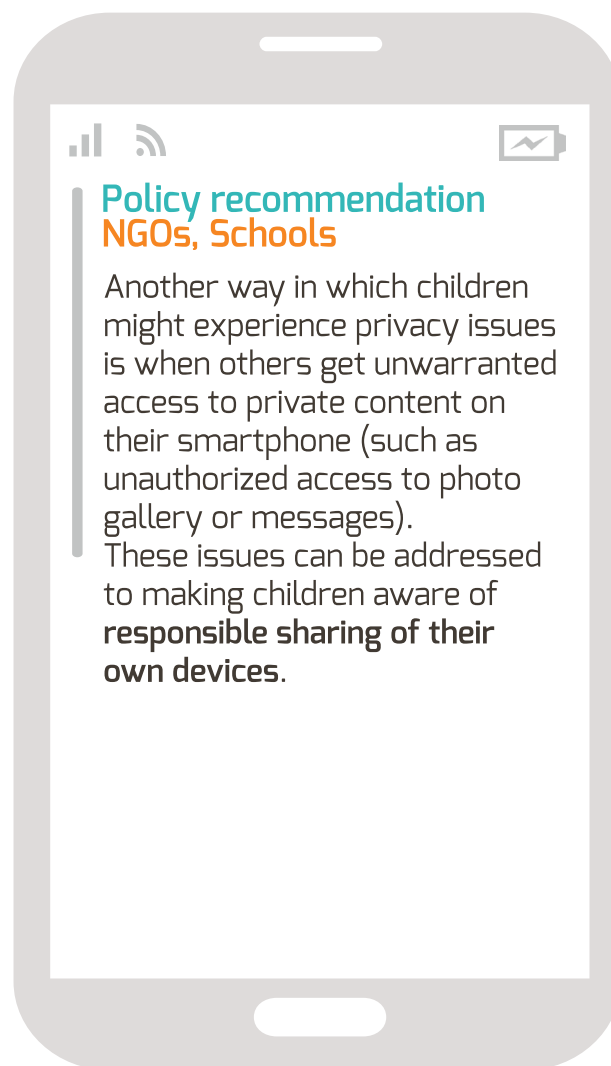 Policy recommendation
NGOs, Schools
Another way in which children
might experience privacy issues
is when others get unwarranted
access to private content on
their smartphone (such as
unauthorized access to photo
gallery or messages).
These issues can be addressed
to making children aware of
responsible sharing of their
own devices.